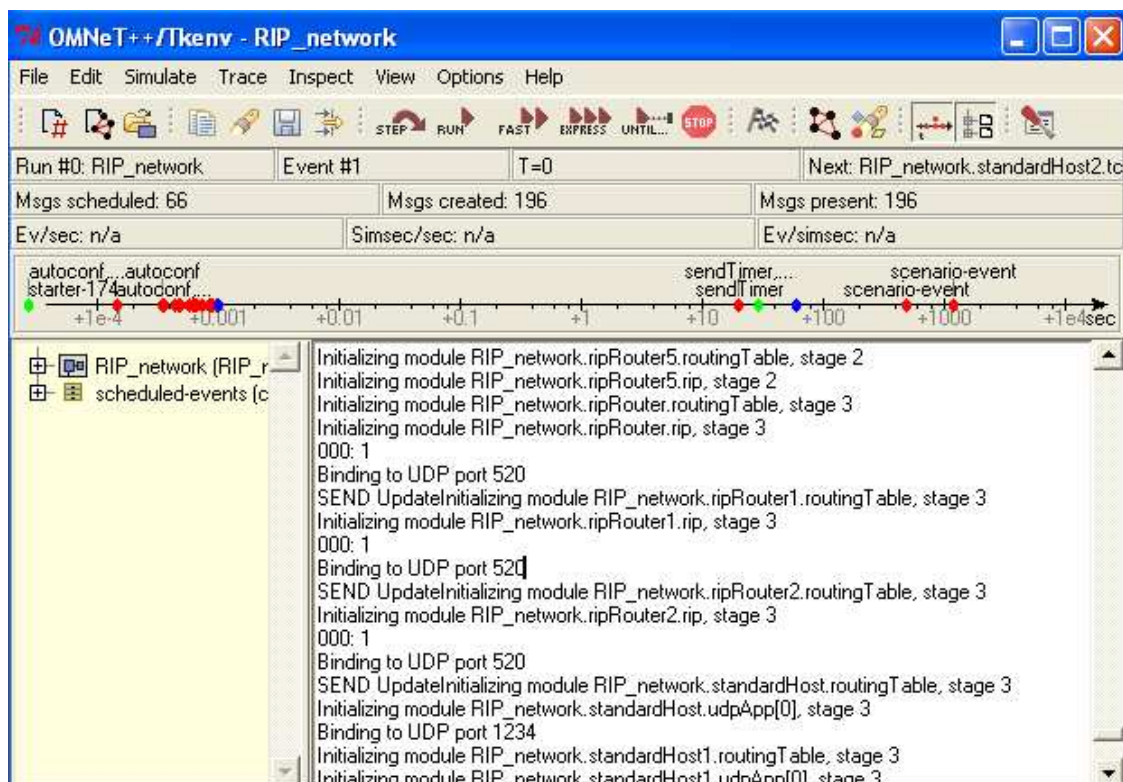 OMNeT++/Tkenv - RIP_network
File Edit Simulate Trace Inspect View Options Help
STEP RUN FAST EXPRESS UNTIL... STOP
Run #0: RIP_network Event #1 T=0 Next: RIP_network.standardHost2.tc
Msgs scheduled: 66 Msgs created: 196 Msgs present: 196
Ev/sec: n/a Simsec/sec: n/a Ev/simsec: n/a
autoconf,...autoconf sendTimer,... scenario-event
starter-174autodonf,... sendTimer scenario-event
+1e-4 +0.001 +0.01 +0.1 +1 +10 +100 +1000 +1e4sec
RIP_network (RIP_r
scheduled-events (c
Initializing module RIP_network.ripRouter5.routingTable, stage 2
Initializing module RIP_network.ripRouter5.rip, stage 2
Initializing module RIP_network.ripRouter.routingTable, stage 3
Initializing module RIP_network.ripRouter.rip, stage 3
000: 1
Binding to UDP port 520
SEND UpdateInitializing module RIP_network.ripRouter1.routingTable, stage 3
Initializing module RIP_network.ripRouter1.rip, stage 3
000: 1
Binding to UDP port 520
SEND UpdateInitializing module RIP_network.ripRouter2.routingTable, stage 3
Initializing module RIP_network.ripRouter2.rip, stage 3
000: 1
Binding to UDP port 520
SEND UpdateInitializing module RIP_network.standardHost.routingTable, stage 3
Initializing module RIP_network.standardHost.udpApp[0], stage 3
Binding to UDP port 1234
Initializing module RIP_network.standardHost1.routingTable, stage 3
Initializing module RIP_network.standardHost1.udpApp[0], stage 3